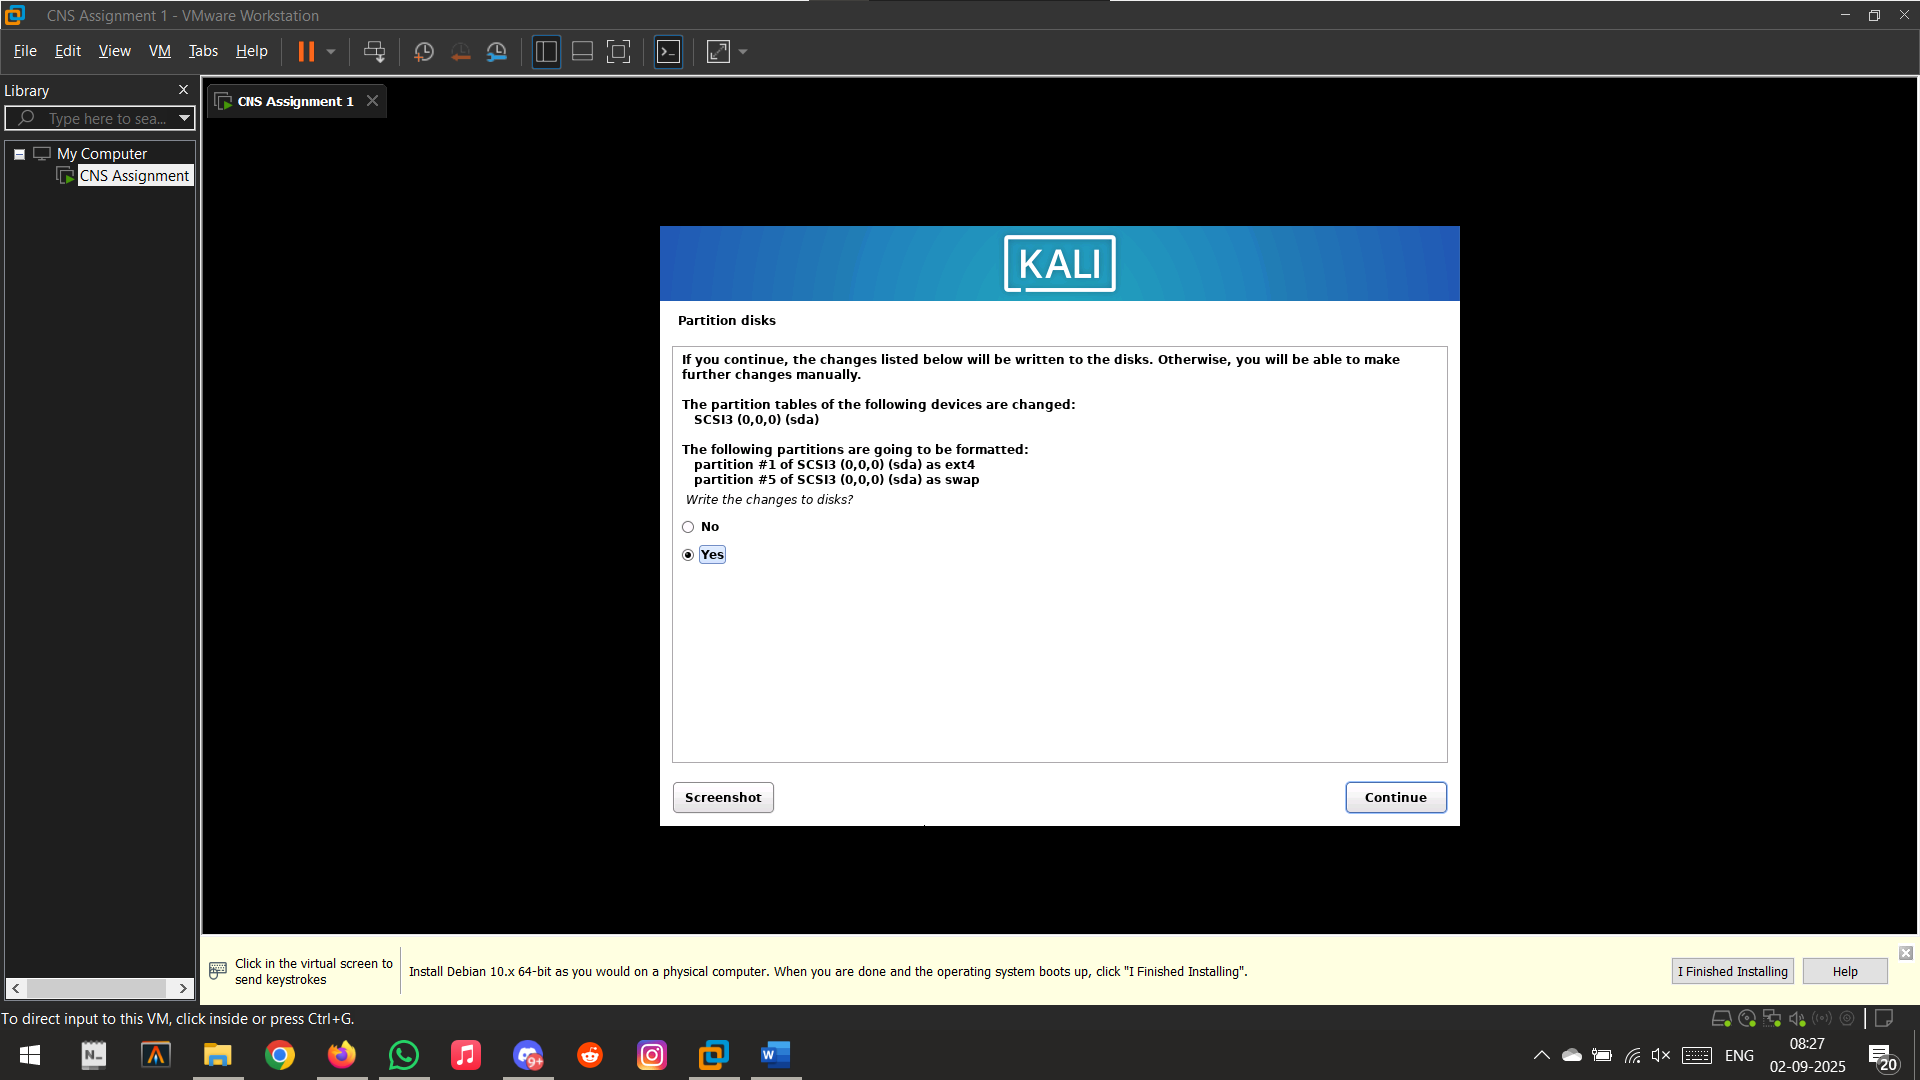 CNS Assignment 1 - VMware Workstation
File Edit View VM Tabs Help
Library
CNS Assignment 1
Type here to sea...
My Computer
CNS Assignment
KALI
Partition disks
If you continue, the changes listed below will be written to the disks. Otherwise, you will be able to make
further changes manually.
The partition tables of the following devices are changed:
SCSI3 (0,0,0) (sda)
The following partitions are going to be formatted:
partition #1 of SCSI3 (0,0,0) (sda) as ext4
partition #5 of SCSI3 (0,0,0) (sda) as swap
Write the changes to disks?
No
Yes
Screenshot
Continue
Click in the virtual screen to
send keystrokes
Install Debian 10.x 64-bit as you would on a physical computer. When you are done and the operating system boots up, click "I Finished Installing".
I Finished Installing
Help
To direct input to this VM, click inside or press Ctrl+G.
N_
9+
W
ENG
08:27
02-09-2025
20